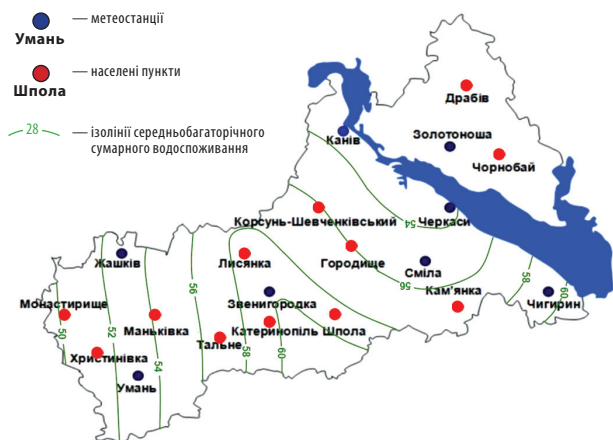 Умань
— метеостанції
Шпола
— населені пункти
28
— ізолінії середньобагаторічного
сумарного водоспоживання
Драбів
Канів
Золотоноша
Чорнобай
Корсунь-Шевченківський
54
Черкаси
Жашків
Лисянка
Городище
Сміла
56
58
60
56
Монастирище
50
52
Маньківка
Звенигородка
Кам'янка
Чигирин
Тальне
Катеринопіль
Шпола
Христинівка
54
58
60
Умань